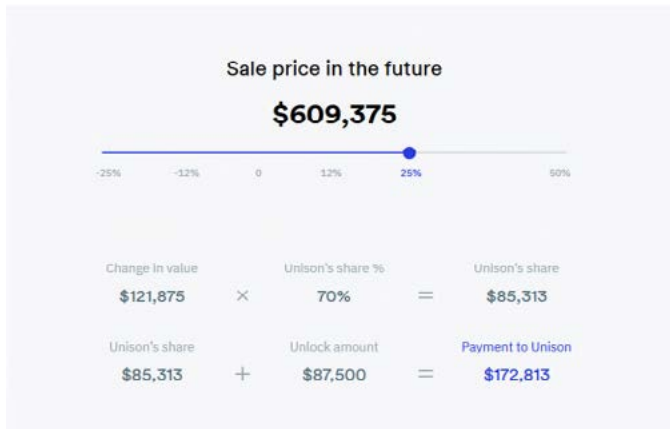 Sale price in the future
$609,375
-25% -12% 0 12% 25% 50%
Change in value Unison's share % Unison's share
$121,875 × 70% = $85,313
Unison's share Unlock amount Payment to Unison
$85,313 + $87,500 = $172,813